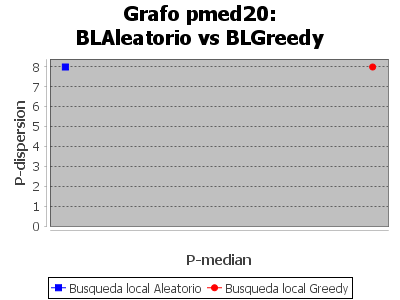 Grafo pmed20:
BLAleatorio vs BLGreedy
8
7
6
5
4
3
2
1
0
P-dispersion
P-median
Busqueda local Aleatorio Busqueda local Greedy